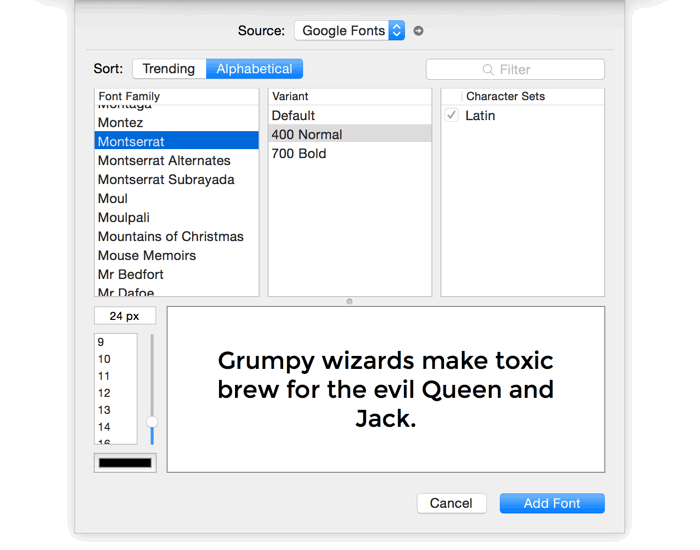 Source: Google Fonts
Sort: Trending Alphabetical Filter
Font Family Variant Character Sets
Montaga
Montez
Montserrat
Montserrat Alternates
Montserrat Subrayada
Moul
Moulpali
Mountains of Christmas
Mouse Memoirs
Mr Bedfort
Mr Dafoe
Default
400 Normal
700 Bold
Latin
24 px
9
10
11
12
13
14
16
Grumpy wizards make toxic
brew for the evil Queen and
Jack.
Cancel Add Font